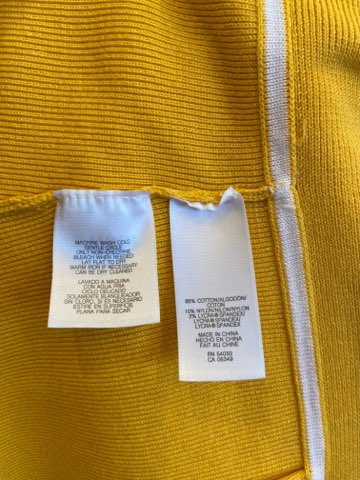 MACHINE WASH COLD
GENTLE CYCLE
ONLY NON-CHLORINE
BLEACH WHEN NEEDED
LAY FLAT TO DRY
WARM IRON IF NECESSARY
CAN BE DRY CLEANED
LAVADO A MAQUINA
CON AGUA FRIA
CICLO DELICADO
SOLAMENTE BLANQUEADOR
SIN CLORO, SI ES NECESARIO
ESTIRE EN SUPERFICIE
PLANA PARA SECAR
88% COTTON/ALGODON/
COTON
10% NYLON/NILON/NYLON
2% LYCRA® SPANDEX/
LYCRA® SPANDEX/
LYCRA® SPANDEX
MADE IN CHINA
HECHO EN CHINA
FAIT AU CHINE
RN 54050
CA 08349